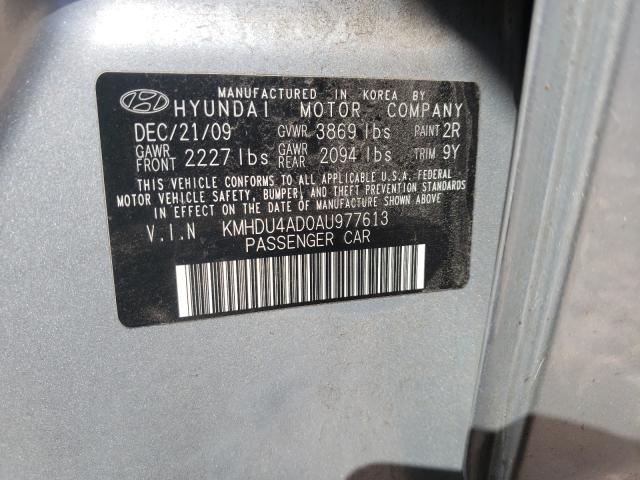 MANUFACTURED IN KOREA BY
HYUNDAI MOTOR COMPANY
DEC/21/09 GVWR 3869 lbs PAINT 2R
GAWR FRONT 2227 lbs GAWR REAR 2094 lbs TRIM 9Y
THIS VEHICLE CONFORMS TO ALL APPLICABLE U.S.A. FEDERAL
MOTOR VEHICLE SAFETY, BUMPER, AND THEFT PREVENTION STANDARDS
IN EFFECT ON THE DATE OF MANUFACTURE SHOWN ABOVE.
V.I.N KMHDU4AD0AU977613
PASSENGER CAR